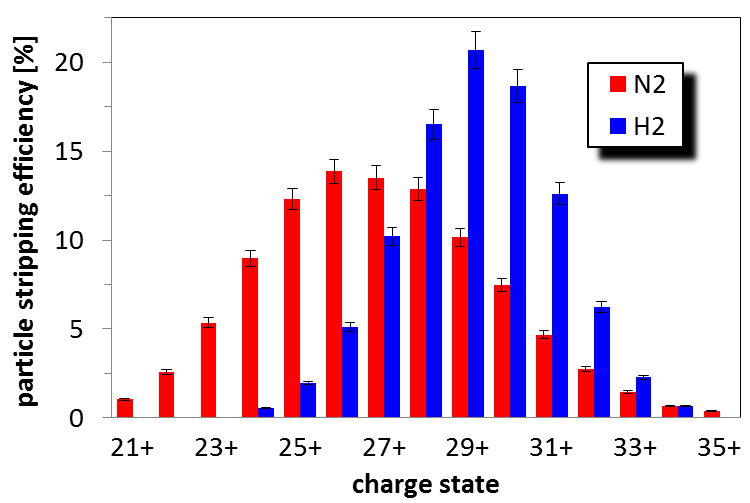 particle stripping efficiency [%]
20
15
10
5
0
N2
H2
21+ 23+ 25+ 27+ 29+ 31+ 33+ 35+
charge state